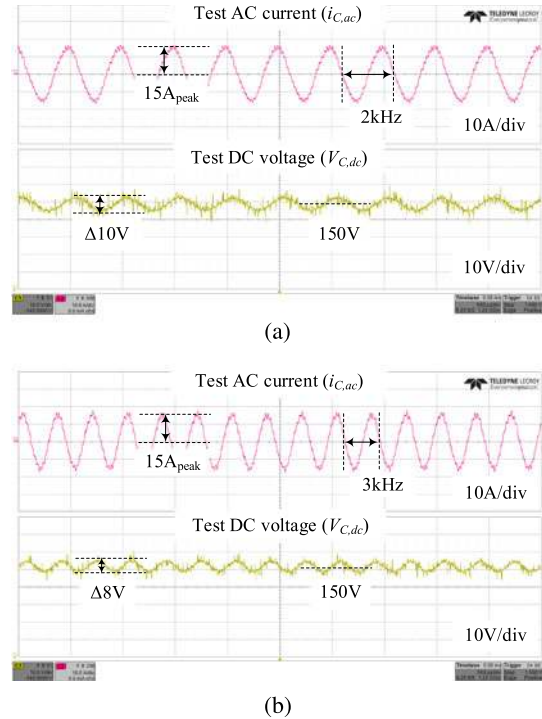 Test AC current (iC,ac)
TELEDYNE LECROY
15Apeak
2kHz
10A/div
Test DC voltage (VC,dc)
Δ10V
150V
10V/div
(a)
Test AC current (iC,ac)
TELEDYNE LECROY
15Apeak
3kHz
10A/div
Test DC voltage (VC,dc)
Δ8V
150V
10V/div
(b)